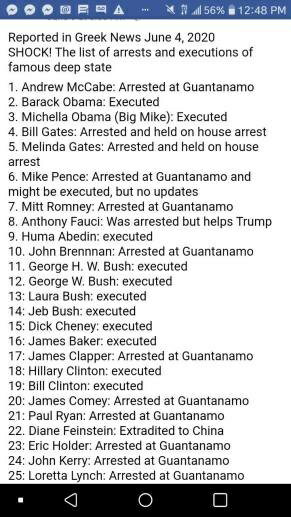 56% 12:48 PM
Reported in Greek News June 4, 2020
SHOCK! The list of arrests and executions of
famous deep state
1. Andrew McCabe: Arrested at Guantanamo
2. Barack Obama: Executed
3. Michella Obama (Big Mike): Executed
4. Bill Gates: Arrested and held on house arrest
5. Melinda Gates: Arrested and held on house
arrest
6. Mike Pence: Arrested at Guantanamo and
might be executed, but no updates
7. Mitt Romney: Arrested at Guantanamo
8. Anthony Fauci: Was arrested but helps Trump
9. Huma Abedin: executed
10. John Brennnan: Arrested at Guantanamo
11. George H. W. Bush: executed
12. George W. Bush: executed
13: Laura Bush: executed
14: Jeb Bush: executed
15: Dick Cheney: executed
16: James Baker: executed
17: James Clapper: Arrested at Guantanamo
18: Hillary Clinton: executed
19: Bill Clinton: executed
20: James Comey: Arrested at Guantanamo
21: Paul Ryan: Arrested at Guantanamo
22. Diane Feinstein: Extradited to China
23: Eric Holder: Arrested at Guantanamo
24: John Kerry: Arrested at Guantanamo
25: Loretta Lynch: Arrested at Guantanamo